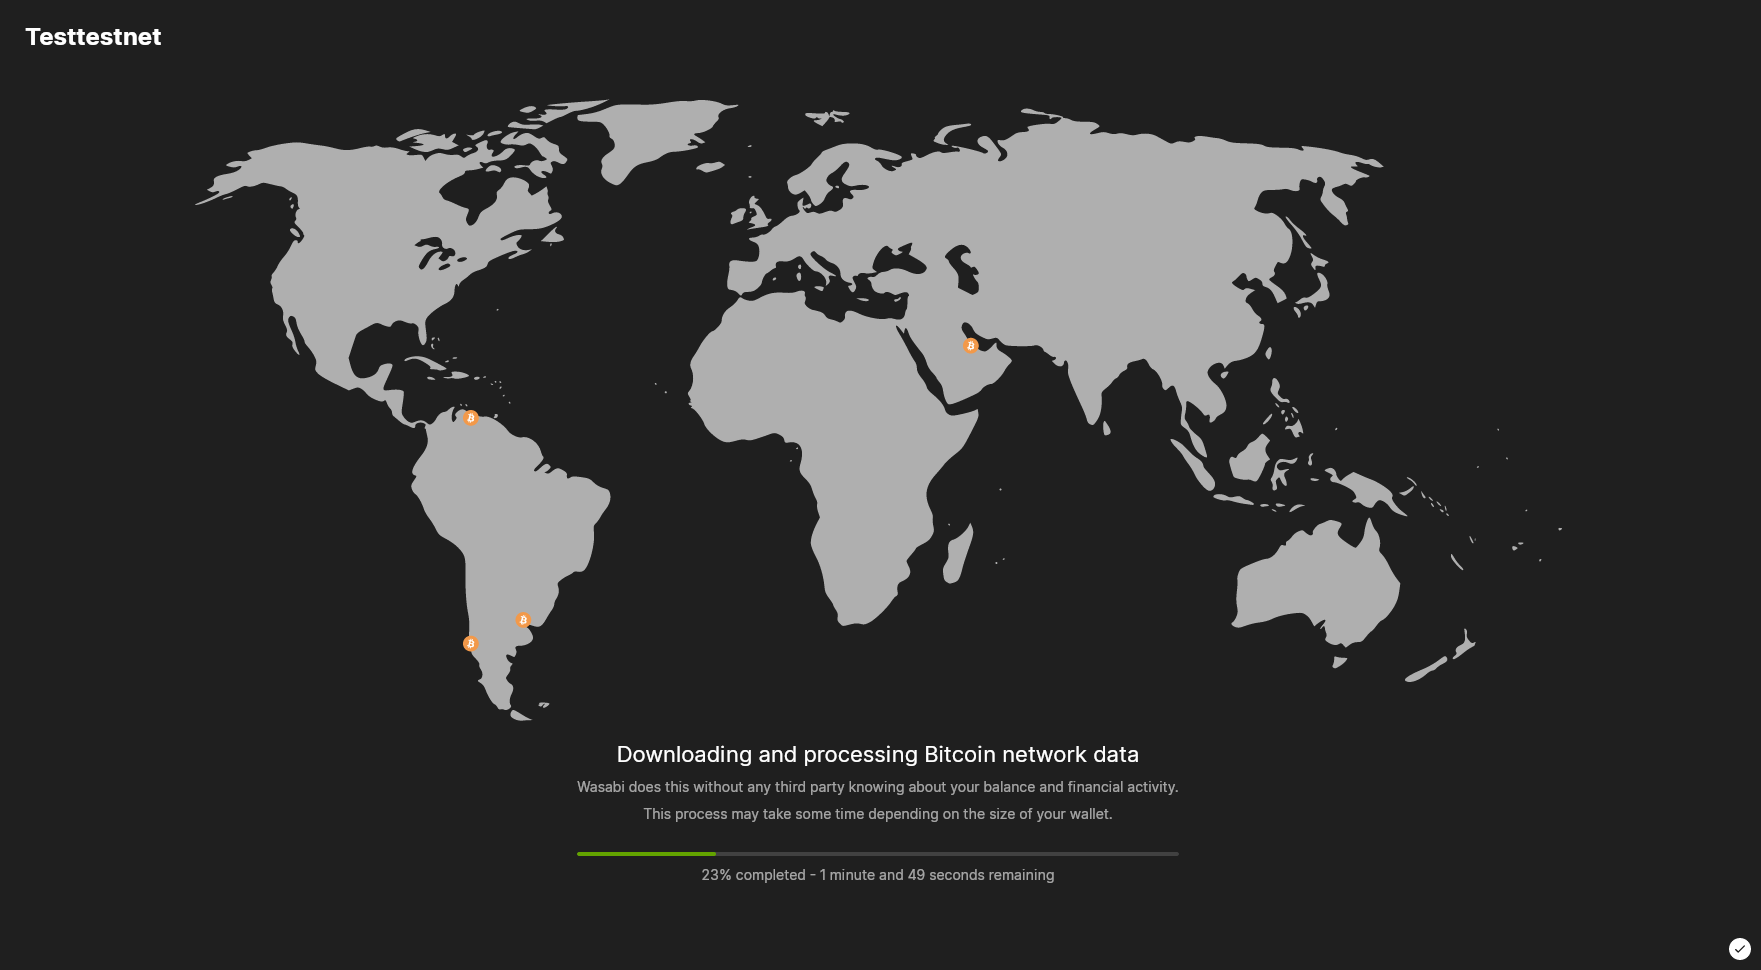 Testtestnet
Downloading and processing Bitcoin network data
Wasabi does this without any third party knowing about your balance and financial activity.
This process may take some time depending on the size of your wallet.
23% completed - 1 minute and 49 seconds remaining